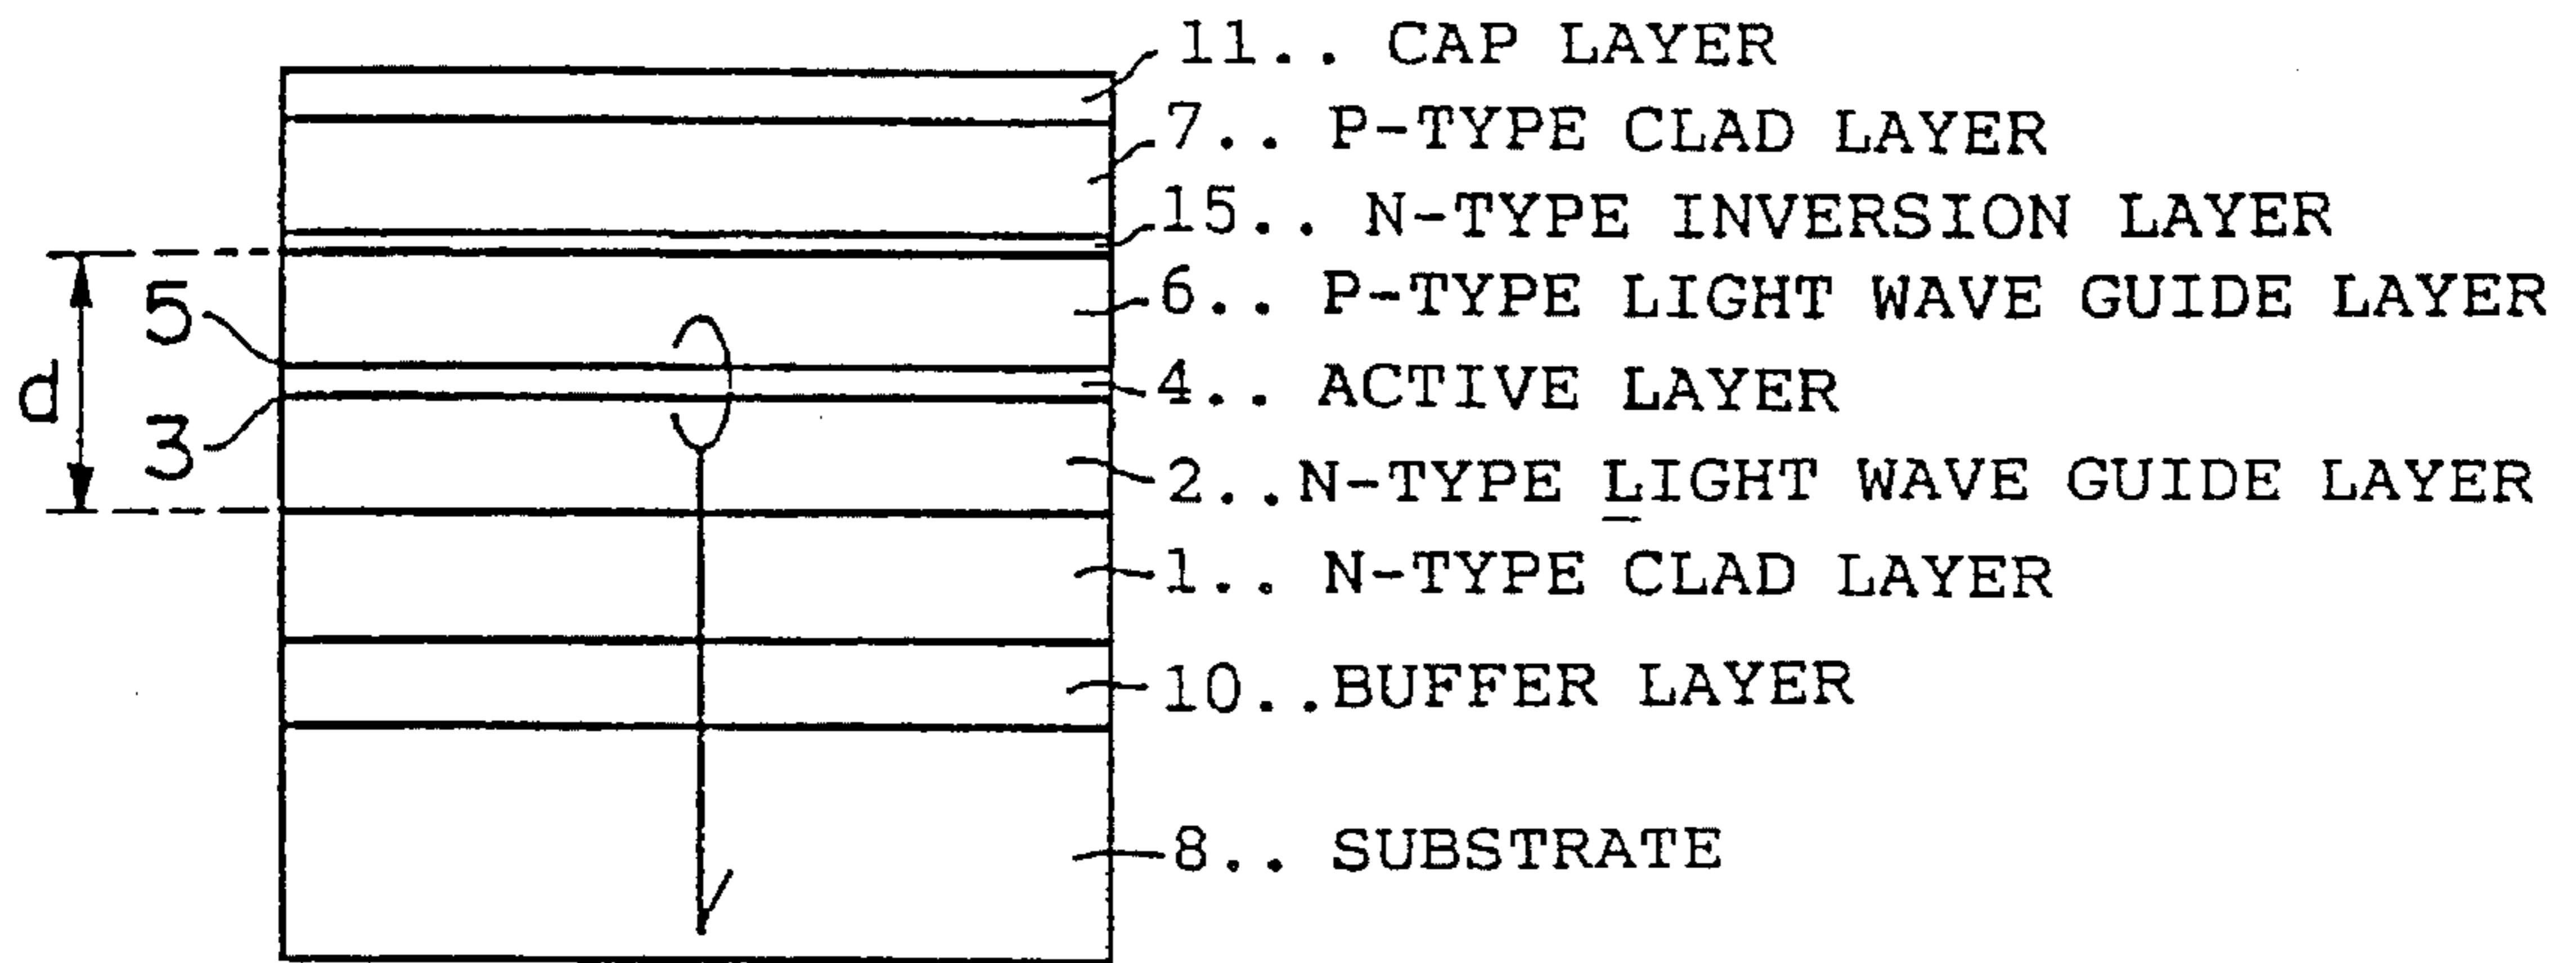 11.. CAP LAYER
7.. P-TYPE CLAD LAYER
15.. N-TYPE INVERSION LAYER
6.. P-TYPE LIGHT WAVE GUIDE LAYER
5
4.. ACTIVE LAYER
d
3
2..N-TYPE LIGHT WAVE GUIDE LAYER
1.. N-TYPE CLAD LAYER
10..BUFFER LAYER
8.. SUBSTRATE